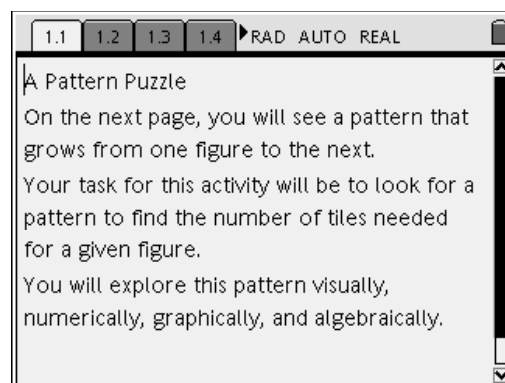 1.1 1.2 1.3 1.4 RAD AUTO REAL
A Pattern Puzzle
On the next page, you will see a pattern that
grows from one figure to the next.
Your task for this activity will be to look for a
pattern to find the number of tiles needed
for a given figure.
You will explore this pattern visually,
numerically, graphically, and algebraically.